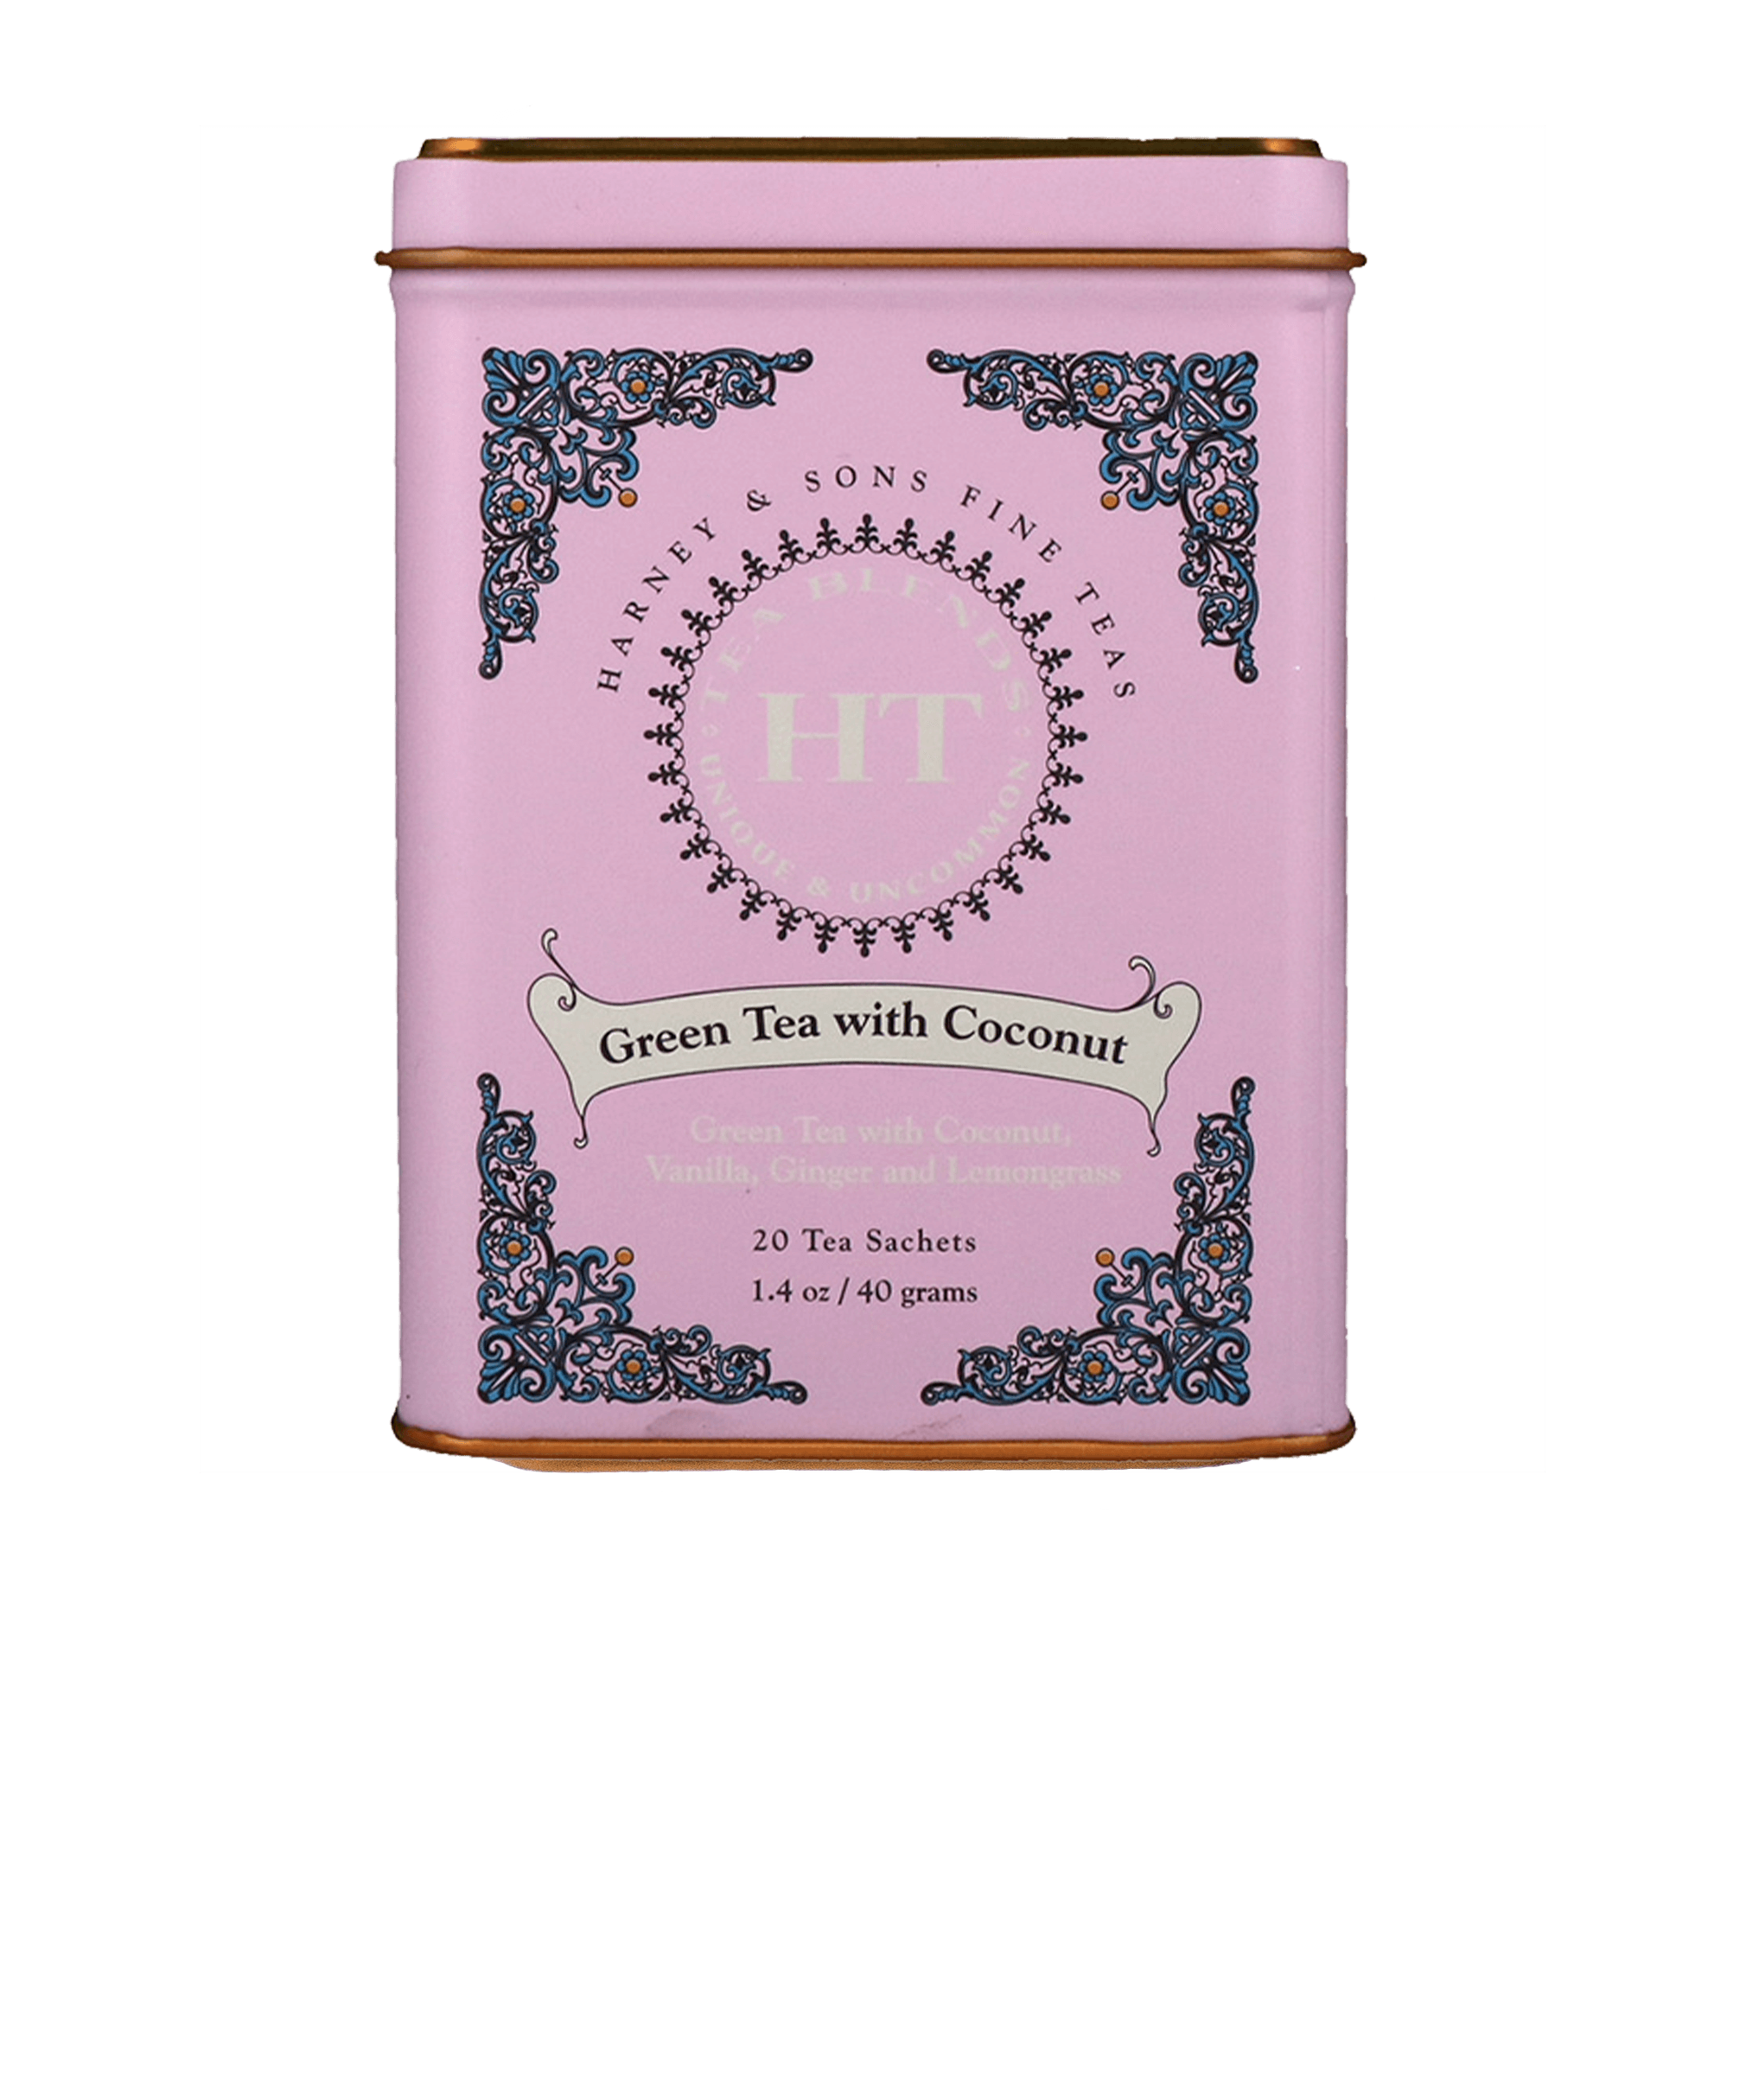 HARNEY & SONS FINE TEAS
TEA BLENDS
HT
UNIQUE & UNCOMMON
Green Tea with Coconut
Green Tea with Coconut,
Vanilla, Ginger and Lemongrass
20 Tea Sachets
1.4 oz / 40 grams